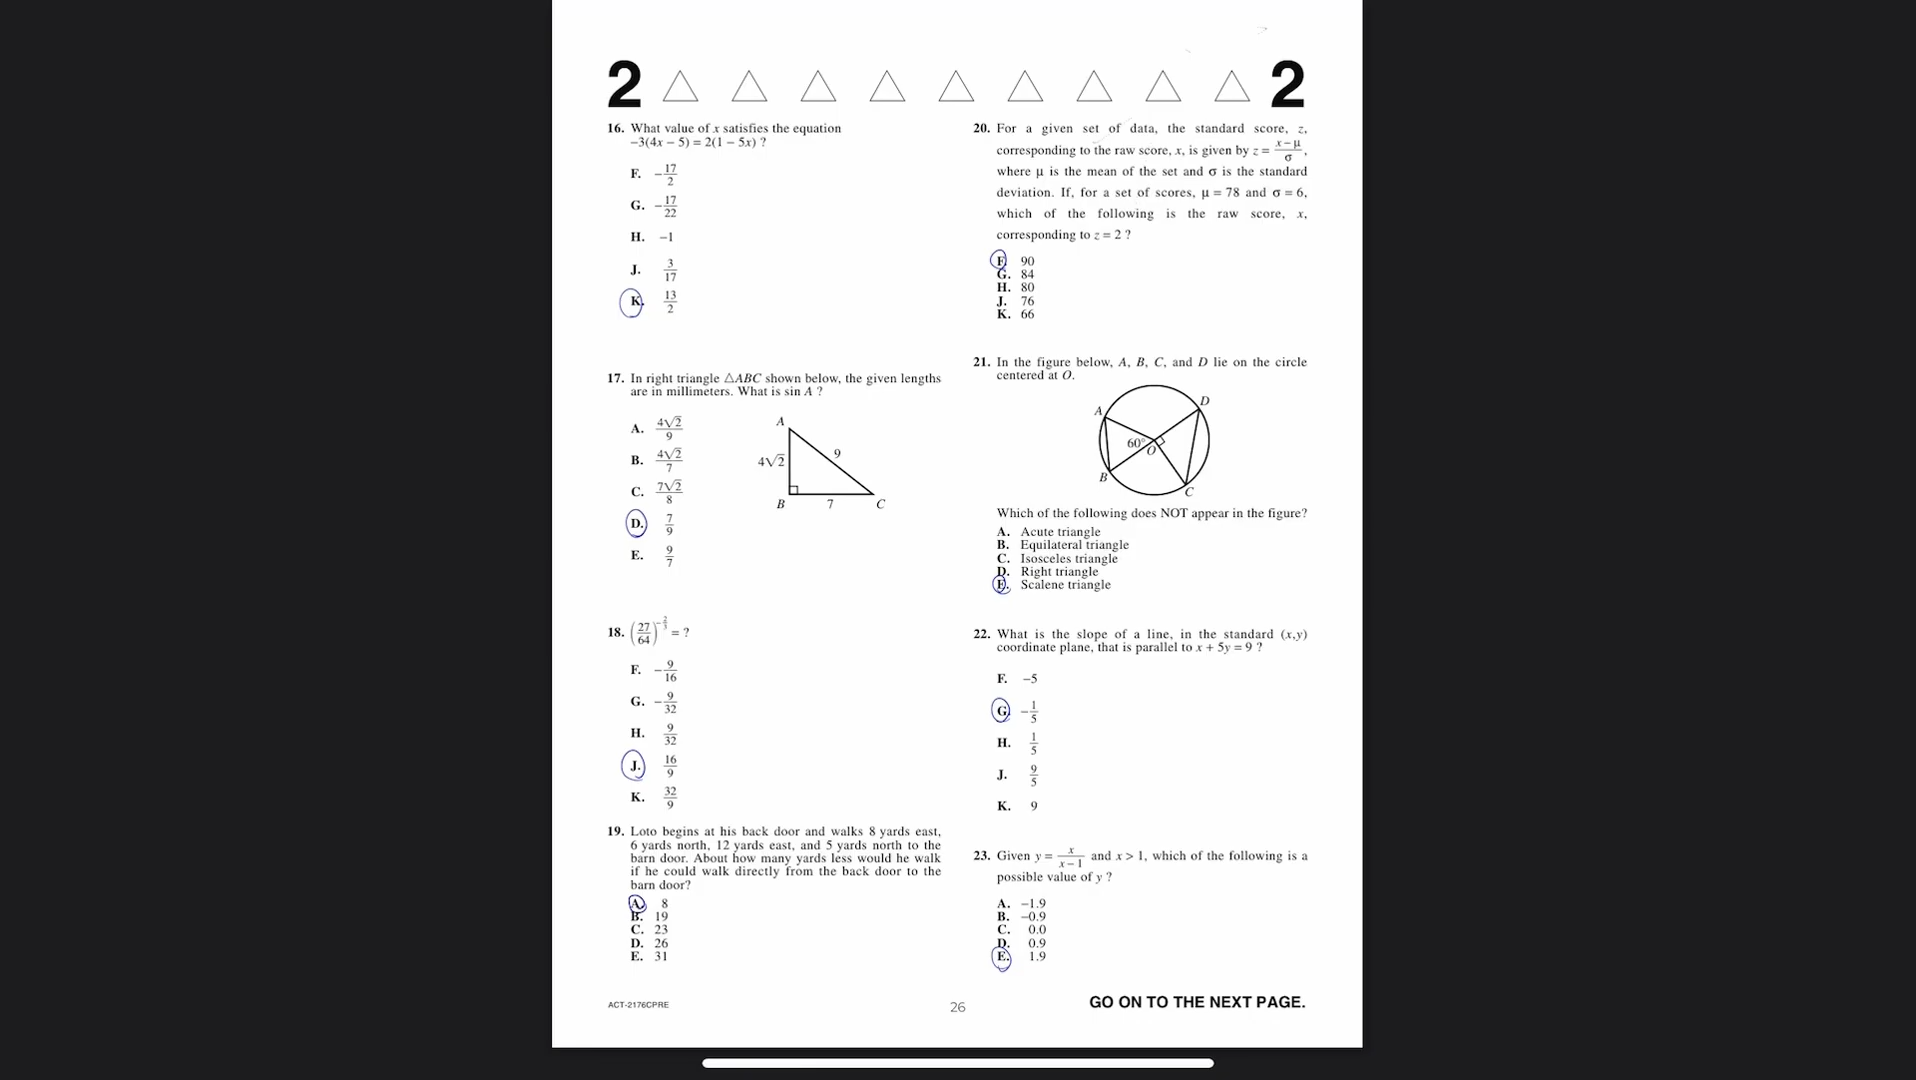 2 2
16. What value of x satisfies the equation
−3(4x − 5) = 2(1 − 5x) ?
F. −17/2
G. −17/22
H. −1
J. 3/17
K. 13/2
17. In right triangle △ABC shown below, the given lengths
are in millimeters. What is sin A ?
A. 4√2/9
B. 4√2/7
C. 7√2/8
D. 7/9
E. 9/7
A
4√2
9
B
7
C
18. (27/64)^−2/3 = ?
F. −9/16
G. −9/32
H. 9/32
J. 16/9
K. 32/9
19. Loto begins at his back door and walks 8 yards east,
6 yards north, 12 yards east, and 5 yards north to the
barn door. About how many yards less would he walk
if he could walk directly from the back door to the
barn door?
A. 8
B. 19
C. 23
D. 26
E. 31
20. For a given set of data, the standard score, z,
corresponding to the raw score, x, is given by z = x−μ/σ,
where μ is the mean of the set and σ is the standard
deviation. If, for a set of scores, μ = 78 and σ = 6,
which of the following is the raw score, x,
corresponding to z = 2 ?
F. 90
G. 84
H. 80
J. 76
K. 66
21. In the figure below, A, B, C, and D lie on the circle
centered at O.
A
D
60°
O
B
C
Which of the following does NOT appear in the figure?
A. Acute triangle
B. Equilateral triangle
C. Isosceles triangle
D. Right triangle
E. Scalene triangle
22. What is the slope of a line, in the standard (x,y)
coordinate plane, that is parallel to x + 5y = 9 ?
F. −5
G. −1/5
H. 1/5
J. 9/5
K. 9
23. Given y = x/x−1 and x > 1, which of the following is a
possible value of y ?
A. −1.9
B. −0.9
C. 0.0
D. 0.9
E. 1.9
ACT-2176CPRE
26
GO ON TO THE NEXT PAGE.